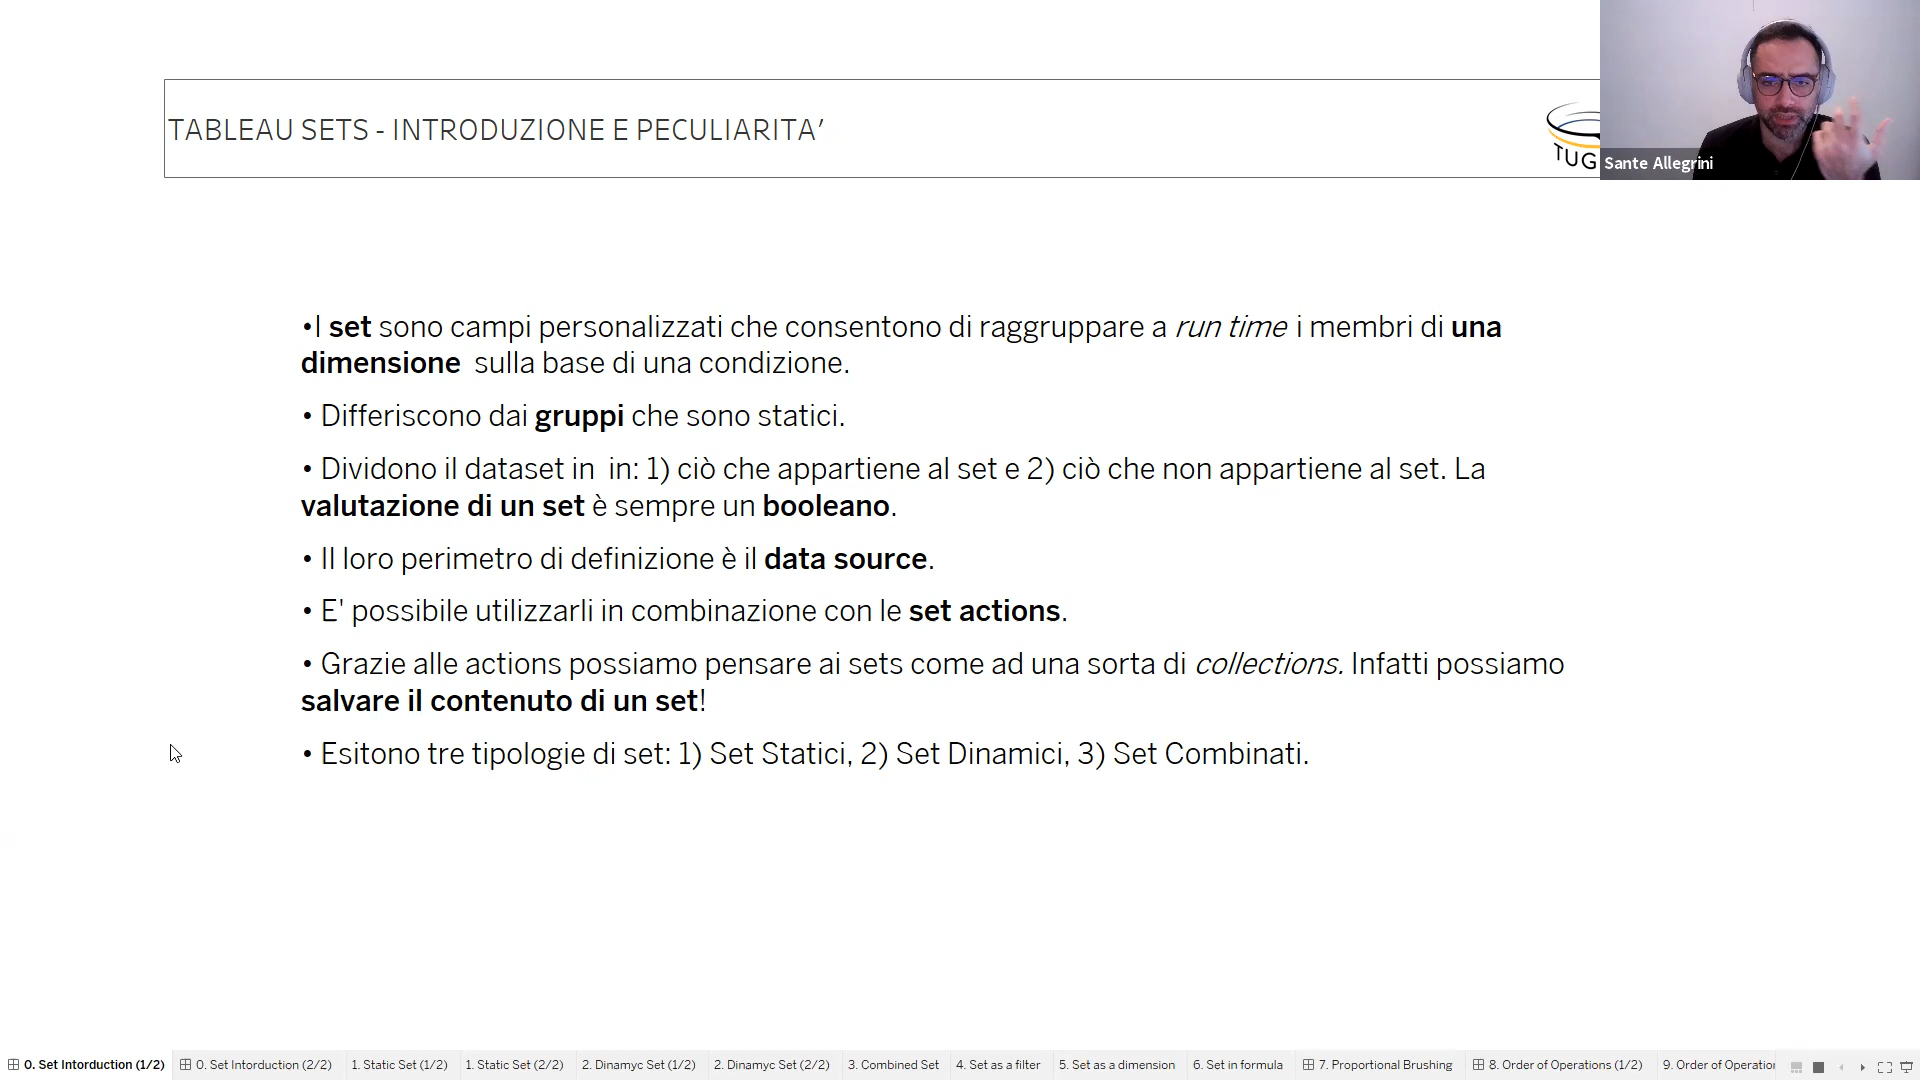 TABLEAU SETS - INTRODUZIONE E PECULIARITA’
TUG
Sante Allegrini
•I set sono campi personalizzati che consentono di raggruppare a run time i membri di una
dimensione sulla base di una condizione.
• Differiscono dai gruppi che sono statici.
• Dividono il dataset in in: 1) ciò che appartiene al set e 2) ciò che non appartiene al set. La
valutazione di un set è sempre un booleano.
• Il loro perimetro di definizione è il data source.
• E' possibile utilizzarli in combinazione con le set actions.
• Grazie alle actions possiamo pensare ai sets come ad una sorta di collections. Infatti possiamo
salvare il contenuto di un set!
• Esitono tre tipologie di set: 1) Set Statici, 2) Set Dinamici, 3) Set Combinati.
0. Set Intorduction (1/2) 0. Set Intorduction (2/2) 1. Static Set (1/2) 1. Static Set (2/2) 2. Dinamyc Set (1/2) 2. Dinamyc Set (2/2) 3. Combined Set 4. Set as a filter 5. Set as a dimension 6. Set in formula 7. Proportional Brushing 8. Order of Operations (1/2) 9. Order of Operation